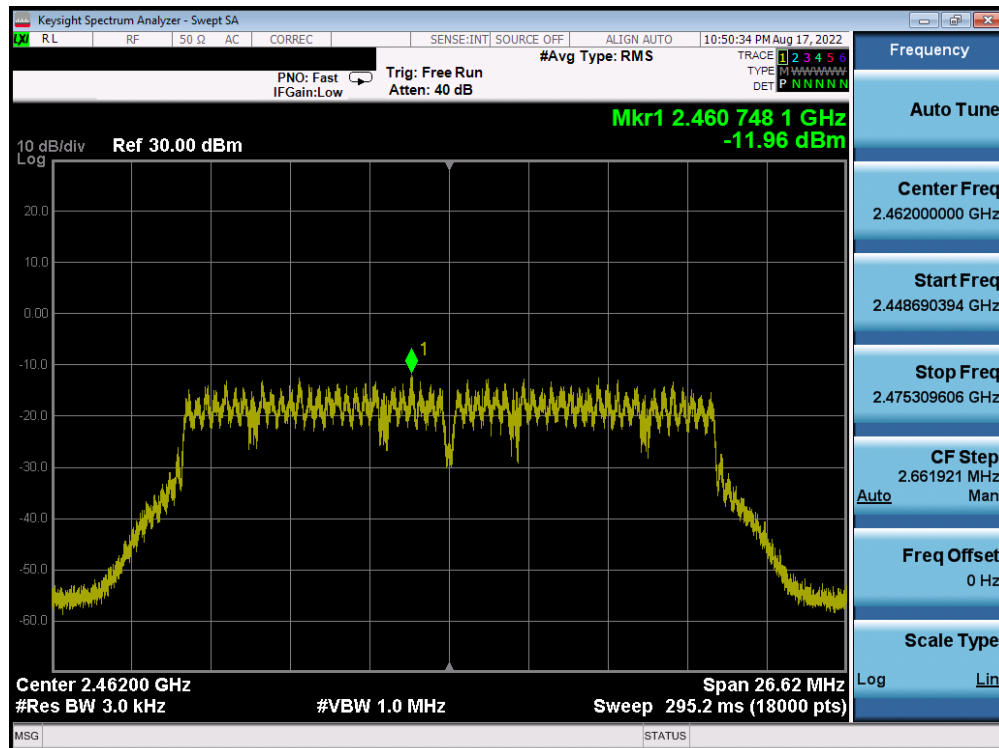 Keysight Spectrum Analyzer - Swept SA
LXI RL RF 50 Ω AC CORREC SENSE:INT SOURCE OFF ALIGN AUTO 10:50:34 PM Aug 17, 2022
#Avg Type: RMS
TRACE 1 2 3 4 5 6
TYPE M WWWWW
DET P N N N N N
PNO: Fast
IFGain:Low
Trig: Free Run
Atten: 40 dB
Mkr1 2.460 748 1 GHz
-11.96 dBm
10 dB/div Ref 30.00 dBm
Log
20.0
10.0
0.00
-10.0
-20.0
-30.0
-40.0
-50.0
-60.0
1
Center 2.46200 GHz Span 26.62 MHz
#Res BW 3.0 kHz #VBW 1.0 MHz Sweep 295.2 ms (18000 pts)
MSG STATUS
Frequency
Auto Tune
Center Freq
2.462000000 GHz
Start Freq
2.448690394 GHz
Stop Freq
2.475309606 GHz
CF Step
2.661921 MHz
Auto Man
Freq Offset
0 Hz
Scale Type
Log Lin